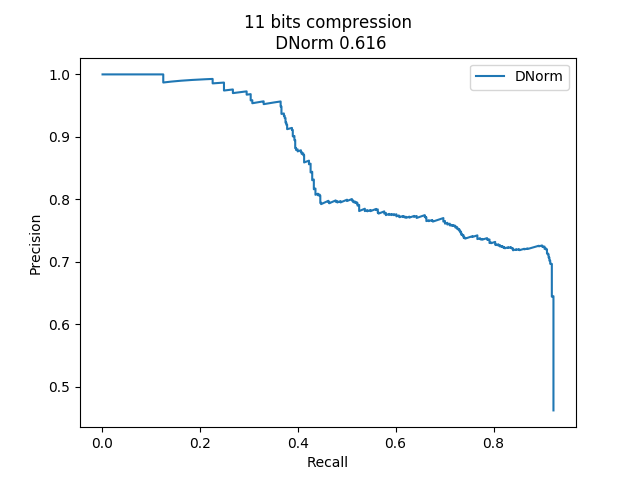 11 bits compression
DNorm 0.616
DNorm
1.0
0.9
0.8
0.7
0.6
0.5
Precision
0.0 0.2 0.4 0.6 0.8
Recall